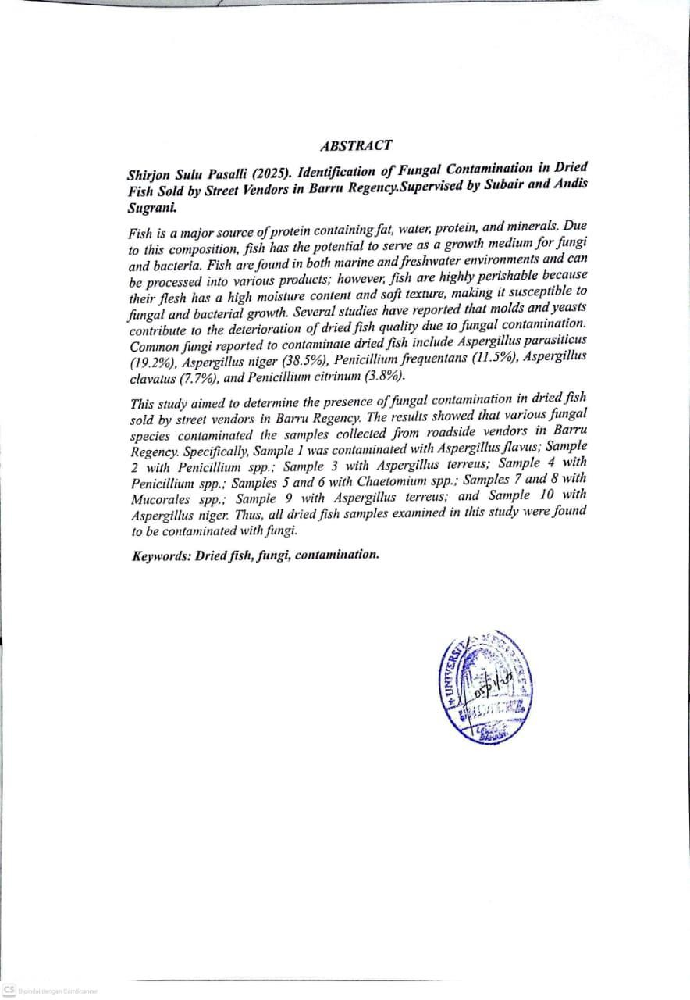 ABSTRACT
Shirjon Sulu Pasalli (2025). Identification of Fungal Contamination in Dried
Fish Sold by Street Vendors in Barru Regency.Supervised by Subair and Andis
Sugrani.
Fish is a major source of protein containing fat, water, protein, and minerals. Due
to this composition, fish has the potential to serve as a growth medium for fungi
and bacteria. Fish are found in both marine and freshwater environments and can
be processed into various products; however, fish are highly perishable because
their flesh has a high moisture content and soft texture, making it susceptible to
fungal and bacterial growth. Several studies have reported that molds and yeasts
contribute to the deterioration of dried fish quality due to fungal contamination.
Common fungi reported to contaminate dried fish include Aspergillus parasiticus
(19.2%), Aspergillus niger (38.5%), Penicillium frequentans (11.5%), Aspergillus
clavatus (7.7%), and Penicillium citrinum (3.8%).
This study aimed to determine the presence of fungal contamination in dried fish
sold by street vendors in Barru Regency. The results showed that various fungal
species contaminated the samples collected from roadside vendors in Barru
Regency. Specifically, Sample 1 was contaminated with Aspergillus flavus; Sample
2 with Penicillium spp.; Sample 3 with Aspergillus terreus; Sample 4 with
Penicillium spp.; Samples 5 and 6 with Chaetomium spp.; Samples 7 and 8 with
Mucorales spp.; Sample 9 with Aspergillus terreus; and Sample 10 with
Aspergillus niger. Thus, all dried fish samples examined in this study were found
to be contaminated with fungi.
Keywords: Dried fish, fungi, contamination.
CS Dipindai dengan CamScanner